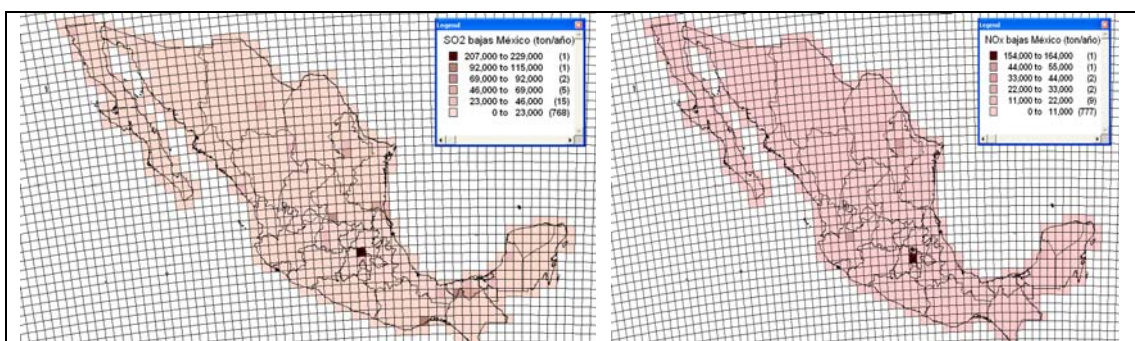 Legend
SO2 bajas México (ton/año)
207,000 to 229,000 (1)
92,000 to 115,000 (1)
69,000 to 92,000 (2)
46,000 to 69,000 (5)
23,000 to 46,000 (15)
0 to 23,000 (768)
Legend
NOx bajas México (ton/año)
154,000 to 164,000 (1)
44,000 to 55,000 (1)
33,000 to 44,000 (2)
22,000 to 33,000 (2)
11,000 to 22,000 (9)
0 to 11,000 (777)